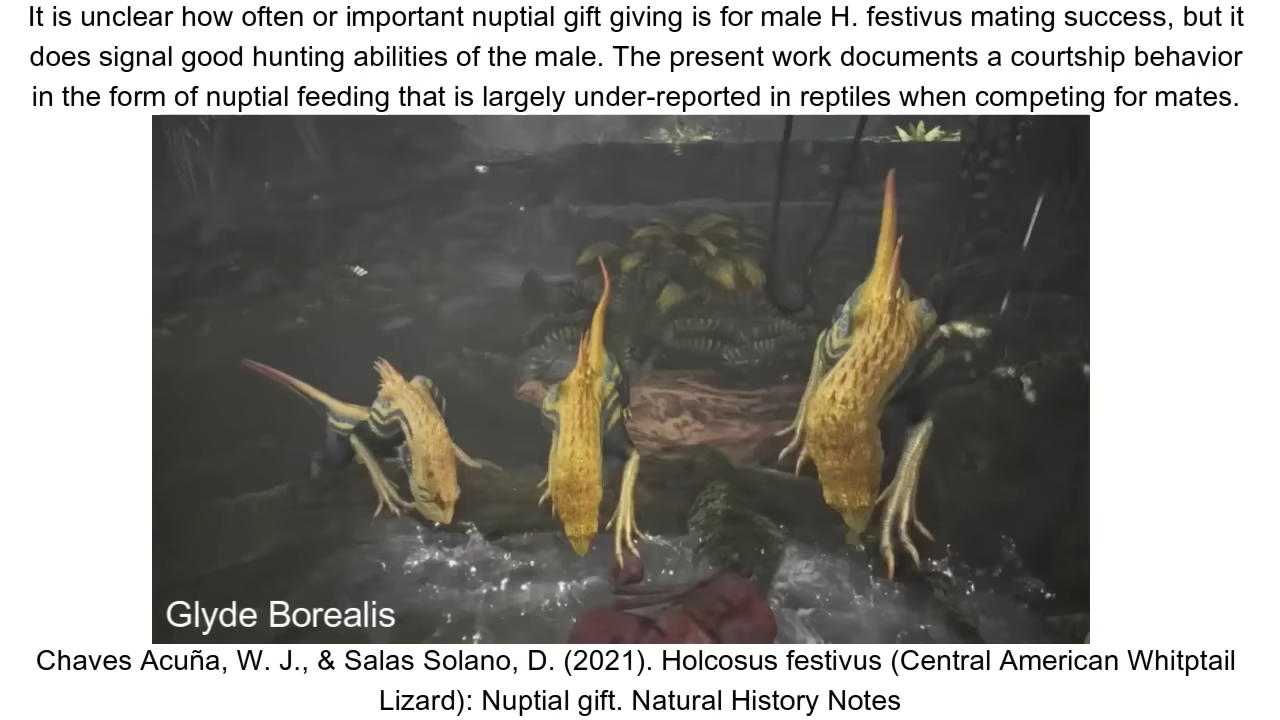 It is unclear how often or important nuptial gift giving is for male H. festivus mating success, but it
does signal good hunting abilities of the male. The present work documents a courtship behavior
in the form of nuptial feeding that is largely under-reported in reptiles when competing for mates.
Glyde Borealis
Chaves Acuña, W. J., & Salas Solano, D. (2021). Holcosus festivus (Central American Whitptail
Lizard): Nuptial gift. Natural History Notes